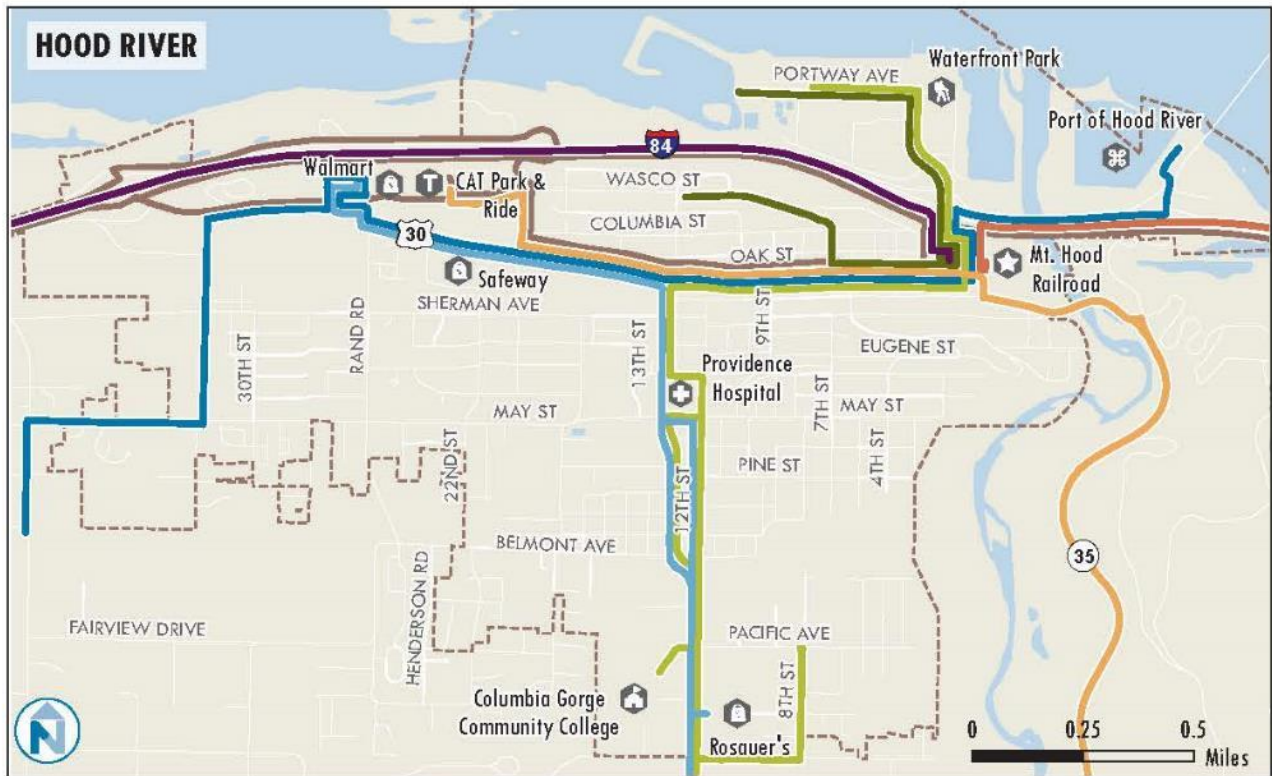 HOOD RIVER
PORTWAY AVE
Waterfront Park
Port of Hood River
84
Walmart
CAT Park &
Ride
WASCO ST
COLUMBIA ST
30
OAK ST
Mt. Hood
Railroad
Safeway
SHERMAN AVE
30TH ST
RAND RD
13TH ST
9TH ST
EUGENE ST
Providence
Hospital
MAY ST
7TH ST
MAY ST
22ND ST
12TH ST
PINE ST
4TH ST
BELMONT AVE
HENDERSON RD
35
FAIRVIEW DRIVE
PACIFIC AVE
8TH ST
Columbia Gorge
Community College
Rosauer's
N
0 0.25 0.5
Miles